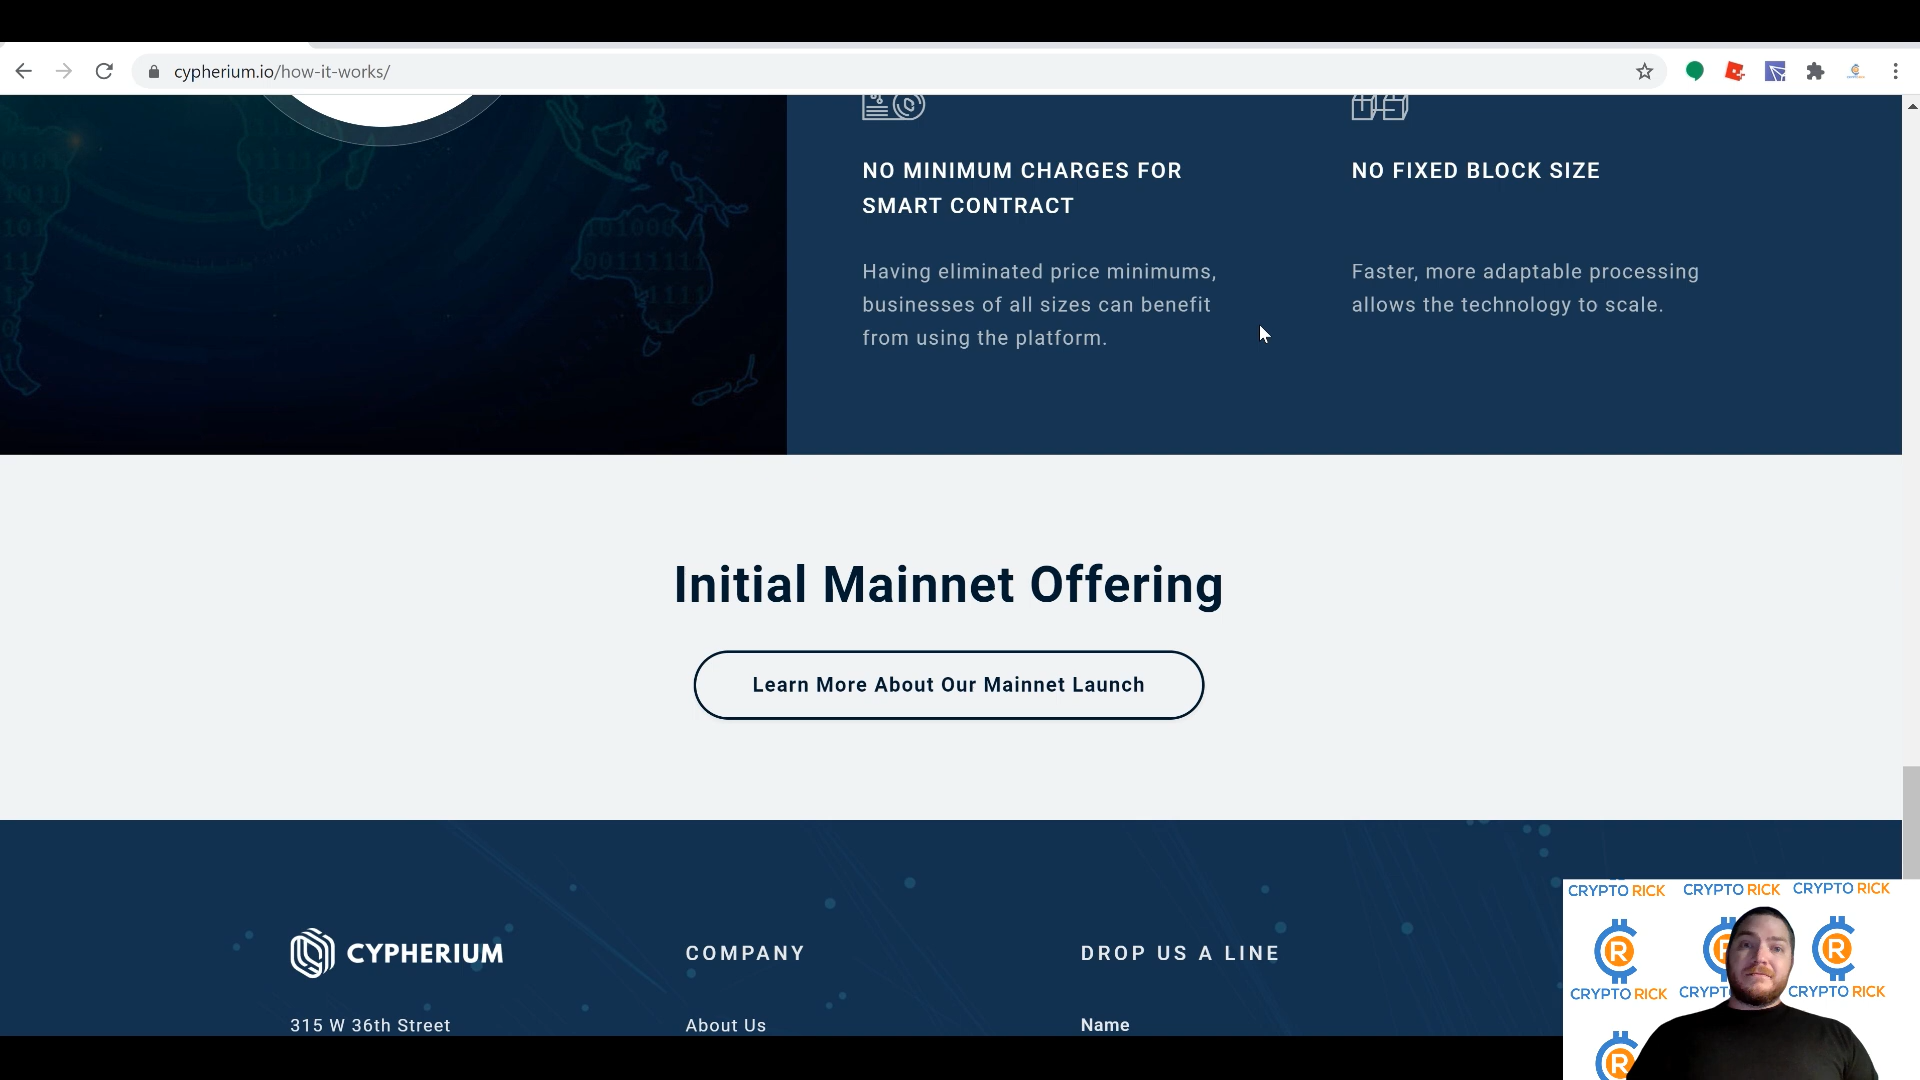 cypherium.io/how-it-works/
NO MINIMUM CHARGES FOR
SMART CONTRACT
Having eliminated price minimums,
businesses of all sizes can benefit
from using the platform.
NO FIXED BLOCK SIZE
Faster, more adaptable processing
allows the technology to scale.
Initial Mainnet Offering
Learn More About Our Mainnet Launch
CYPHERIUM
315 W 36th Street
COMPANY
About Us
DROP US A LINE
Name
CRYPTO RICK
CRYPTO RICK
CRYPTO RICK
CRYPTO RICK
CRYPT
CRYPTO RICK